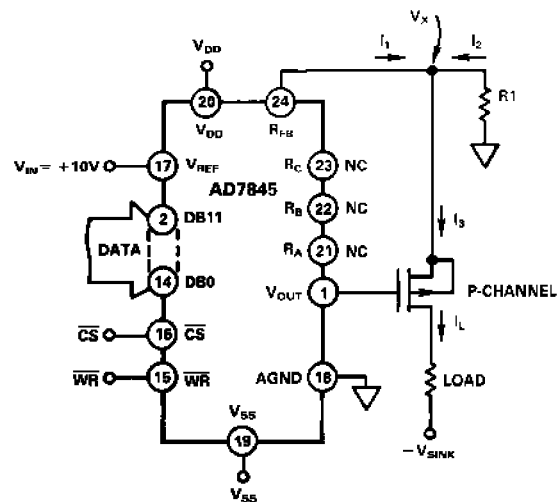 VX
I1 I2
VDD
20 24
VDD RFB
R1
VIN = +10V 17 VREF
RC 23 NC
AD7845
2 DB11
RB 22 NC
I3
DATA
RA 21 NC
14 DB0
VOUT 1
P-CHANNEL
CS 16 CS
IL
WR 15 WR
AGND 18
LOAD
VSS
19
VSS
-VSINK